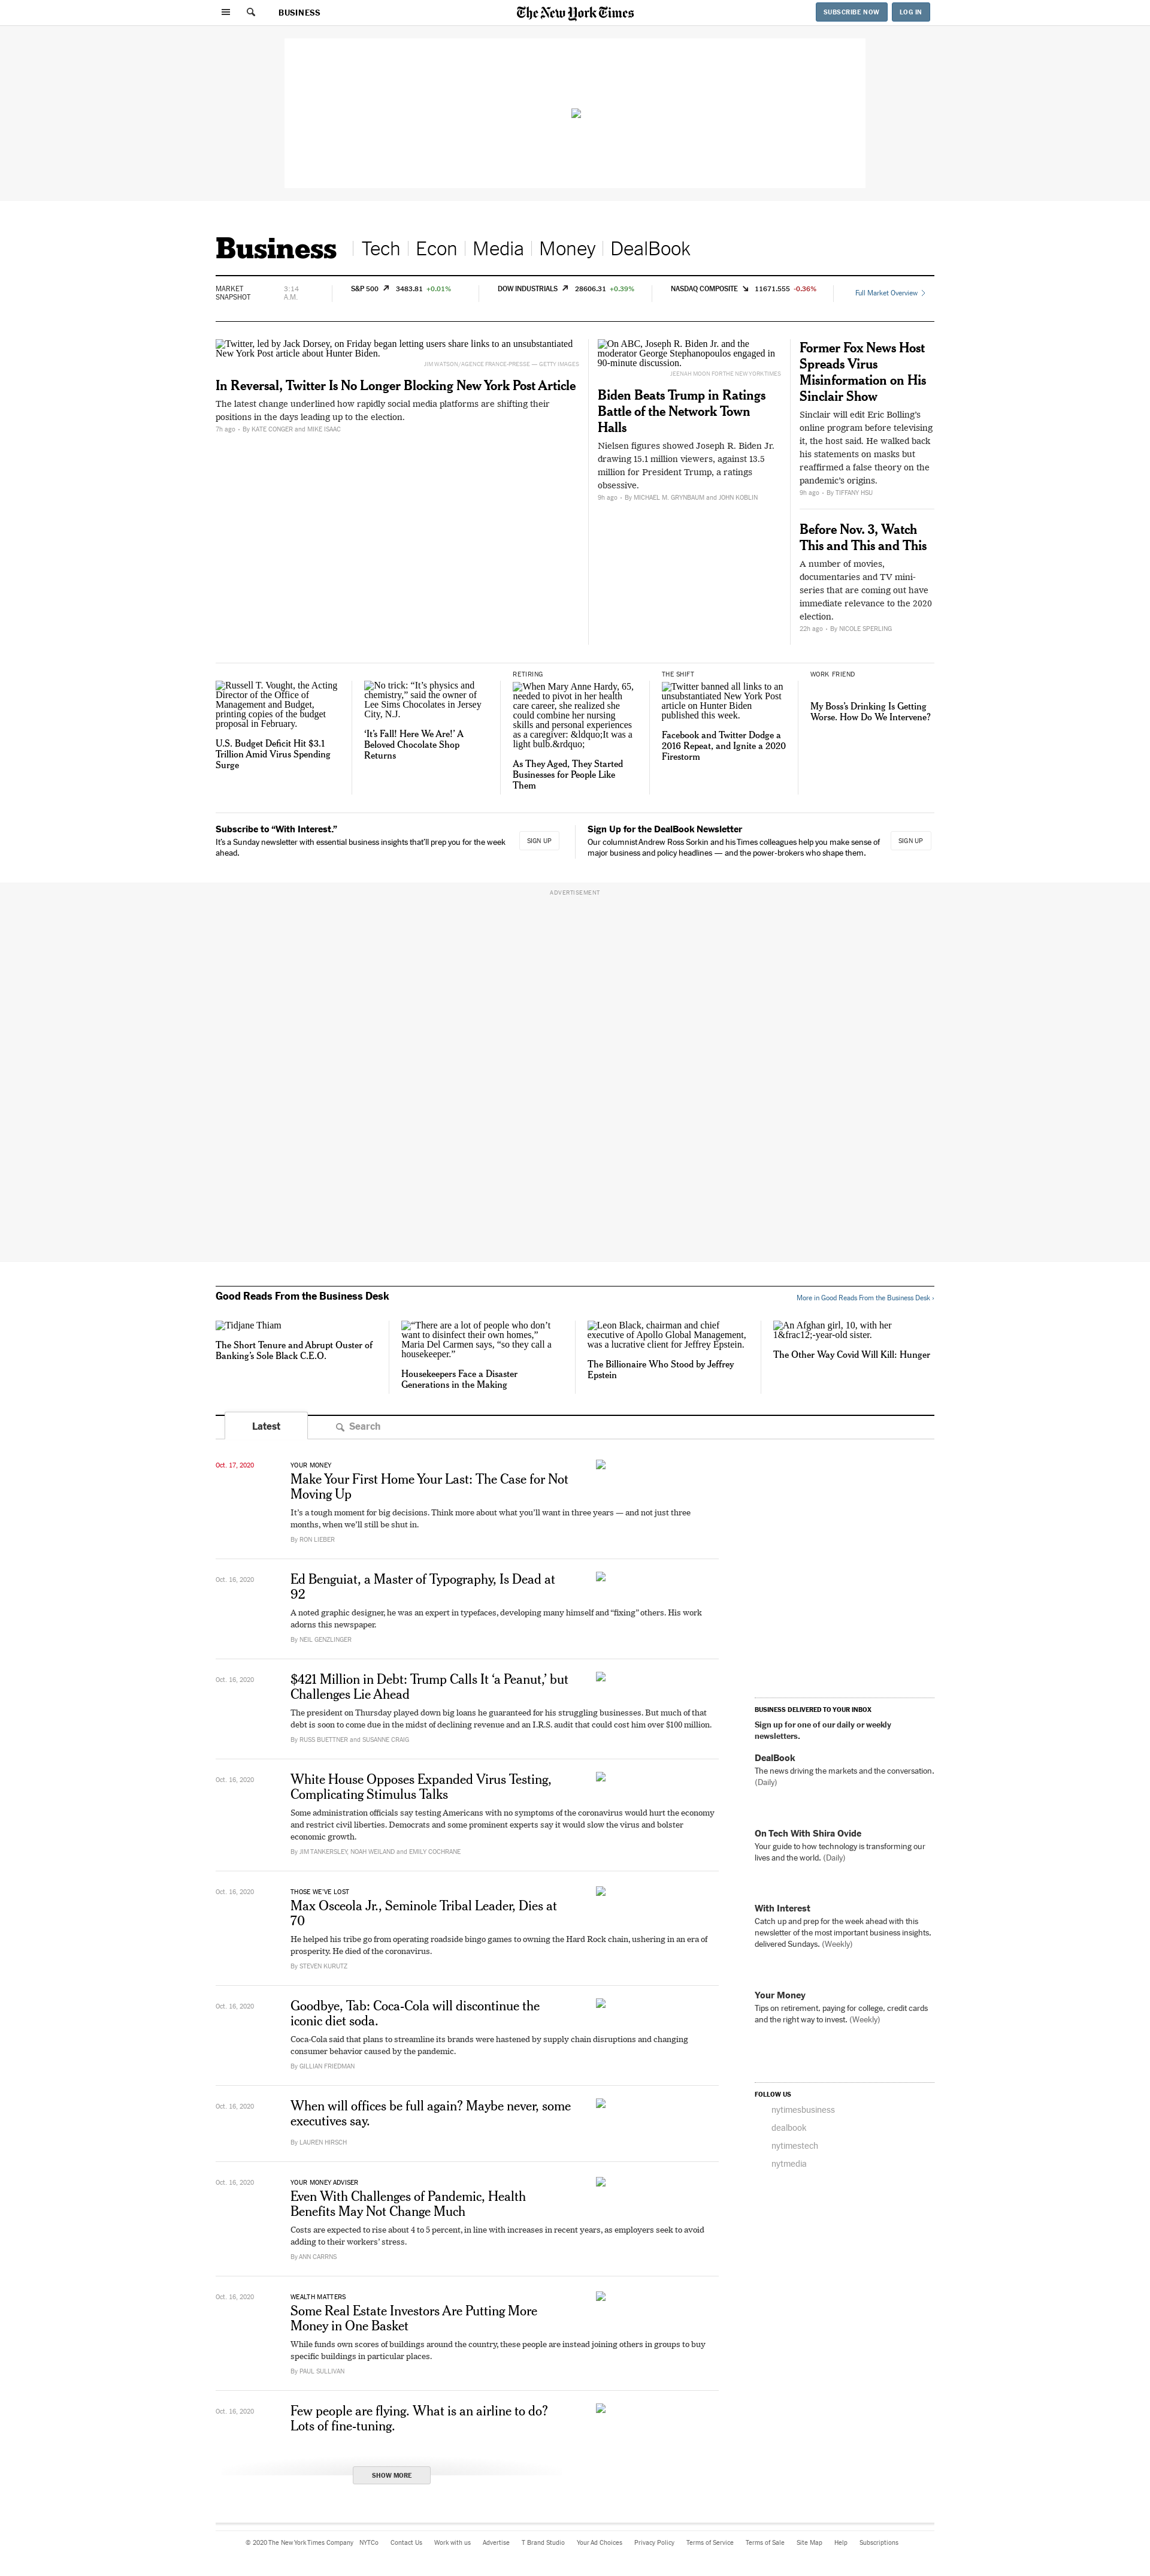 BUSINESS
The New York Times
SUBSCRIBE NOW
LOG IN
Business
Tech
Econ
Media
Money
DealBook
MARKET
SNAPSHOT
3:14
A.M.
S&P 500 3483.81 +0.01%
DOW INDUSTRIALS 28606.31 +0.39%
NASDAQ COMPOSITE 11671.555 -0.36%
Full Market Overview
Twitter, led by Jack Dorsey, on Friday began letting users share links to an unsubstantiated
New York Post article about Hunter Biden.
JIM WATSON/AGENCE FRANCE-PRESSE — GETTY IMAGES
In Reversal, Twitter Is No Longer Blocking New York Post Article
The latest change underlined how rapidly social media platforms are shifting their
positions in the days leading up to the election.
7h ago • By KATE CONGER and MIKE ISAAC
On ABC, Joseph R. Biden Jr. and the
moderator George Stephanopoulos engaged in
90-minute discussion.
JEENAH MOON FOR THE NEW YORK TIMES
Biden Beats Trump in Ratings
Battle of the Network Town
Halls
Nielsen figures showed Joseph R. Biden Jr.
drawing 15.1 million viewers, against 13.5
million for President Trump, a ratings
obsessive.
9h ago • By MICHAEL M. GRYNBAUM and JOHN KOBLIN
Former Fox News Host
Spreads Virus
Misinformation on His
Sinclair Show
Sinclair will edit Eric Bolling's
online program before televising
it, the host said. He walked back
his statements on masks but
reaffirmed a false theory on the
pandemic's origins.
9h ago • By TIFFANY HSU
Before Nov. 3, Watch
This and This and This
A number of movies,
documentaries and TV mini-
series that are coming out have
immediate relevance to the 2020
election.
22h ago • By NICOLE SPERLING
Russell T. Vought, the Acting
Director of the Office of
Management and Budget,
printing copies of the budget
proposal in February.
U.S. Budget Deficit Hit $3.1
Trillion Amid Virus Spending
Surge
No trick: “It’s physics and
chemistry,” said the owner of
Lee Sims Chocolates in Jersey
City, N.J.
‘It’s Fall! Here We Are!’ A
Beloved Chocolate Shop
Returns
RETIRING
When Mary Anne Hardy, 65,
needed to pivot in her health
care career, she realized she
could combine her nursing
skills and personal experiences
as a caregiver: &ldquo;It was a
light bulb.&rdquo;
As They Aged, They Started
Businesses for People Like
Them
THE SHIFT
Twitter banned all links to an
unsubstantiated New York Post
article on Hunter Biden
published this week.
Facebook and Twitter Dodge a
2016 Repeat, and Ignite a 2020
Firestorm
WORK FRIEND
My Boss’s Drinking Is Getting
Worse. How Do We Intervene?
Subscribe to “With Interest.”
It’s a Sunday newsletter with essential business insights that’ll prep you for the week
ahead.
SIGN UP
Sign Up for the DealBook Newsletter
Our columnist Andrew Ross Sorkin and his Times colleagues help you make sense of
major business and policy headlines — and the power-brokers who shape them.
SIGN UP
ADVERTISEMENT
Good Reads From the Business Desk
More in Good Reads From the Business Desk ›
Tidjane Thiam
The Short Tenure and Abrupt Ouster of
Banking’s Sole Black C.E.O.
“There are a lot of people who don’t
want to disinfect their own homes,”
Maria Del Carmen says, “so they call a
housekeeper.”
Housekeepers Face a Disaster
Generations in the Making
Leon Black, chairman and chief
executive of Apollo Global Management,
was a lucrative client for Jeffrey Epstein.
The Billionaire Who Stood by Jeffrey
Epstein
An Afghan girl, 10, with her
1&frac12;-year-old sister.
The Other Way Covid Will Kill: Hunger
Latest
Search
Oct. 17, 2020
YOUR MONEY
Make Your First Home Your Last: The Case for Not
Moving Up
It’s a tough moment for big decisions. Think more about what you’ll want in three years — and not just three
months, when we’ll still be shut in.
By RON LIEBER
Oct. 16, 2020
Ed Benguiat, a Master of Typography, Is Dead at
92
A noted graphic designer, he was an expert in typefaces, developing many himself and “fixing” others. His work
adorns this newspaper.
By NEIL GENZLINGER
Oct. 16, 2020
$421 Million in Debt: Trump Calls It ‘a Peanut,’ but
Challenges Lie Ahead
The president on Thursday played down big loans he guaranteed for his struggling businesses. But much of that
debt is soon to come due in the midst of declining revenue and an I.R.S. audit that could cost him over $100 million.
By RUSS BUETTNER and SUSANNE CRAIG
Oct. 16, 2020
White House Opposes Expanded Virus Testing,
Complicating Stimulus Talks
Some administration officials say testing Americans with no symptoms of the coronavirus would hurt the economy
and restrict civil liberties. Democrats and some prominent experts say it would slow the virus and bolster
economic growth.
By JIM TANKERSLEY, NOAH WEILAND and EMILY COCHRANE
Oct. 16, 2020
THOSE WE’VE LOST
Max Osceola Jr., Seminole Tribal Leader, Dies at
70
He helped his tribe go from operating roadside bingo games to owning the Hard Rock chain, ushering in an era of
prosperity. He died of the coronavirus.
By STEVEN KURUTZ
Oct. 16, 2020
Goodbye, Tab: Coca-Cola will discontinue the
iconic diet soda.
Coca-Cola said that plans to streamline its brands were hastened by supply chain disruptions and changing
consumer behavior caused by the pandemic.
By GILLIAN FRIEDMAN
Oct. 16, 2020
When will offices be full again? Maybe never, some
executives say.
By LAUREN HIRSCH
Oct. 16, 2020
YOUR MONEY ADVISER
Even With Challenges of Pandemic, Health
Benefits May Not Change Much
Costs are expected to rise about 4 to 5 percent, in line with increases in recent years, as employers seek to avoid
adding to their workers’ stress.
By ANN CARRNS
Oct. 16, 2020
WEALTH MATTERS
Some Real Estate Investors Are Putting More
Money in One Basket
While funds own scores of buildings around the country, these people are instead joining others in groups to buy
specific buildings in particular places.
By PAUL SULLIVAN
Oct. 16, 2020
Few people are flying. What is an airline to do?
Lots of fine-tuning.
SHOW MORE
BUSINESS DELIVERED TO YOUR INBOX
Sign up for one of our daily or weekly
newsletters.
DealBook
The news driving the markets and the conversation.
(Daily)
On Tech With Shira Ovide
Your guide to how technology is transforming our
lives and the world. (Daily)
With Interest
Catch up and prep for the week ahead with this
newsletter of the most important business insights,
delivered Sundays. (Weekly)
Your Money
Tips on retirement, paying for college, credit cards
and the right way to invest. (Weekly)
FOLLOW US
nytimesbusiness
dealbook
nytimestech
nytmedia
© 2020 The New York Times Company NYTCo Contact Us Work with us Advertise T Brand Studio Your Ad Choices Privacy Policy Terms of Service Terms of Sale Site Map Help Subscriptions